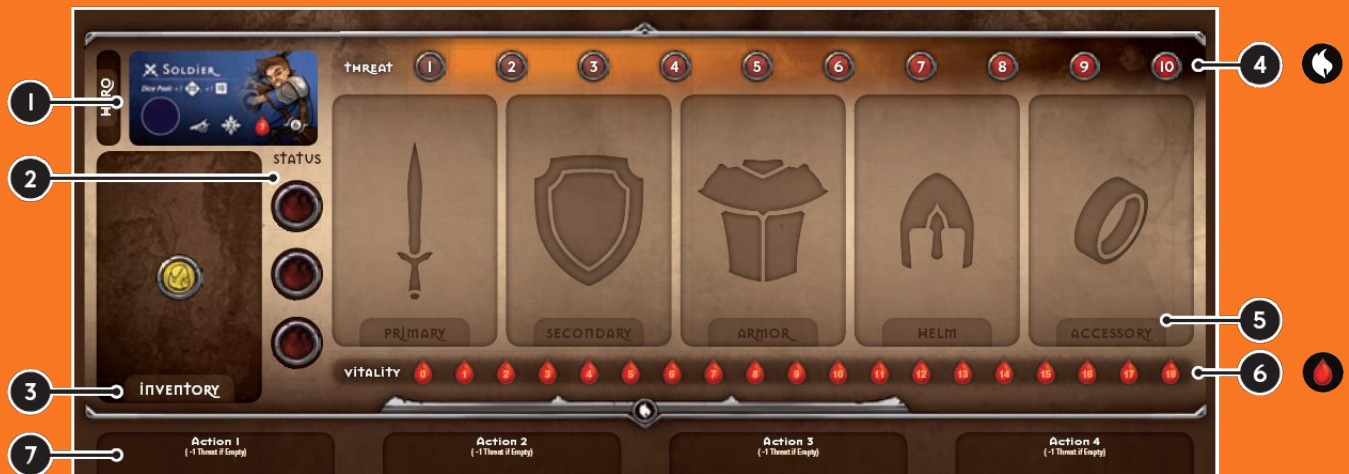 HERO
SOLDIER
Dice Pool: +1 , +1
THREAT 1 2 3 4 5 6 7 8 9 10
4
1
2
STATUS
PRIMARY
SECONDARY
ARMOR
HELM
ACCESSORY
5
VITALITY 0 1 2 3 4 5 6 7 8 9 10 11 12 13 14 15 16 17 18
6
3
INVENTORY
7
Action 1
(-1 Threat if Empty)
Action 2
(-1 Threat if Empty)
Action 3
(-1 Threat if Empty)
Action 4
(-1 Threat if Empty)